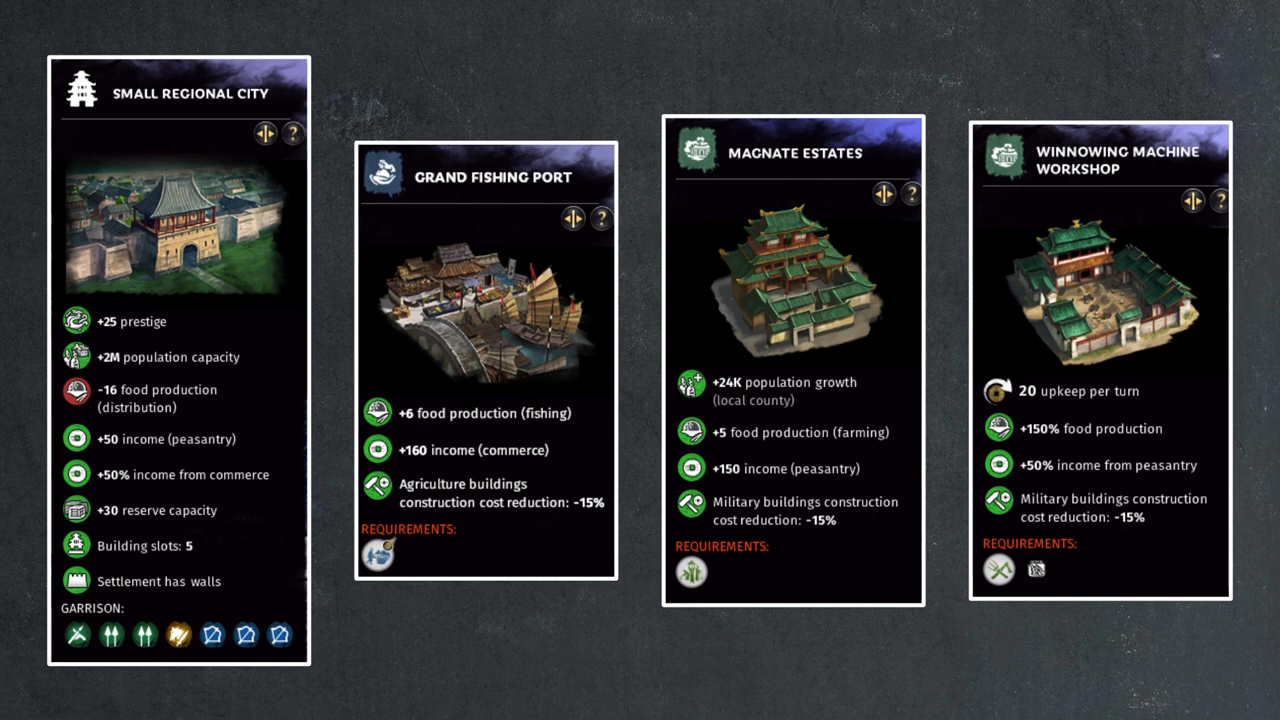 SMALL REGIONAL CITY
?
+25 prestige
+2M population capacity
-16 food production
(distribution)
+50 income (peasantry)
+50% income from commerce
+30 reserve capacity
Building slots: 5
Settlement has walls
GARRISON:
GRAND FISHING PORT
?
+6 food production (fishing)
+160 income (commerce)
Agriculture buildings
construction cost reduction: -15%
REQUIREMENTS:
MAGNATE ESTATES
?
+24K population growth
(local county)
+5 food production (farming)
+150 income (peasantry)
Military buildings construction
cost reduction: -15%
REQUIREMENTS:
WINNOWING MACHINE
WORKSHOP
?
20 upkeep per turn
+150% food production
+50% income from peasantry
Military buildings construction
cost reduction: -15%
REQUIREMENTS: